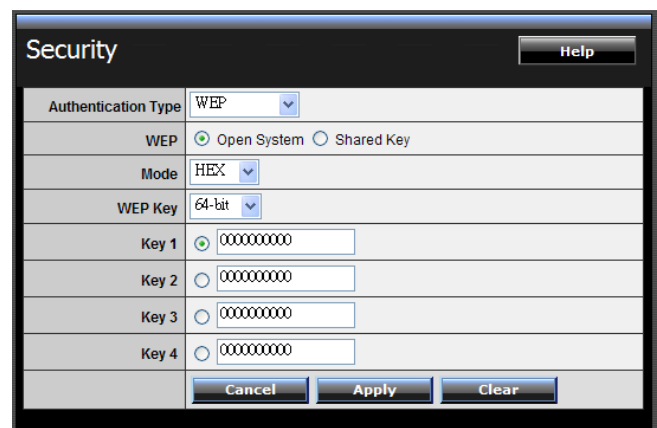 Security
Help
Authentication Type WEP
WEP Open System Shared Key
Mode HEX
WEP Key 64-bit
Key 1 0000000000
Key 2 0000000000
Key 3 0000000000
Key 4 0000000000
Cancel Apply Clear